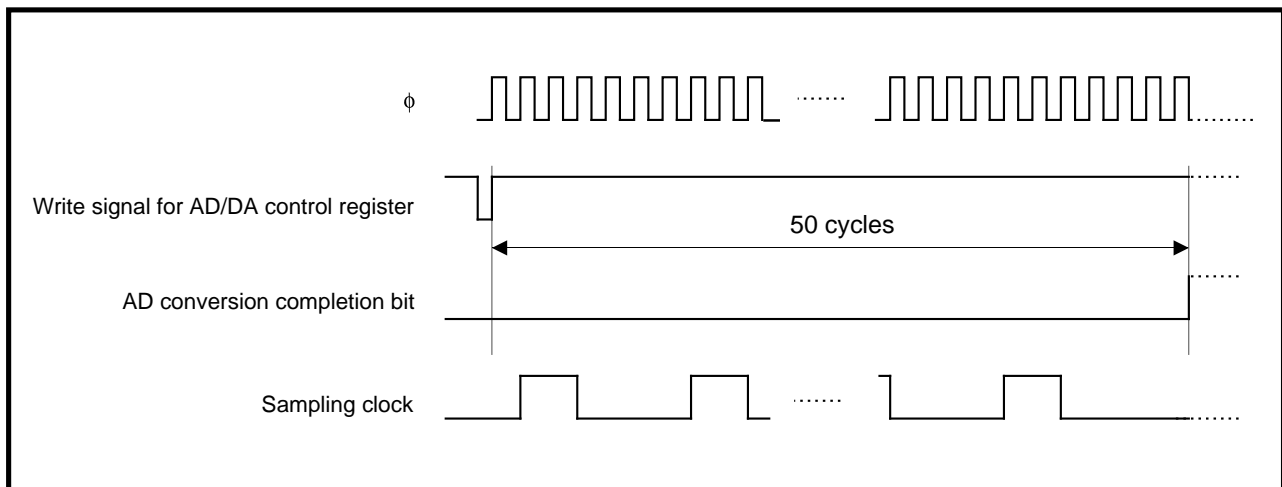 ϕ
Write signal for AD/DA control register
50 cycles
AD conversion completion bit
Sampling clock